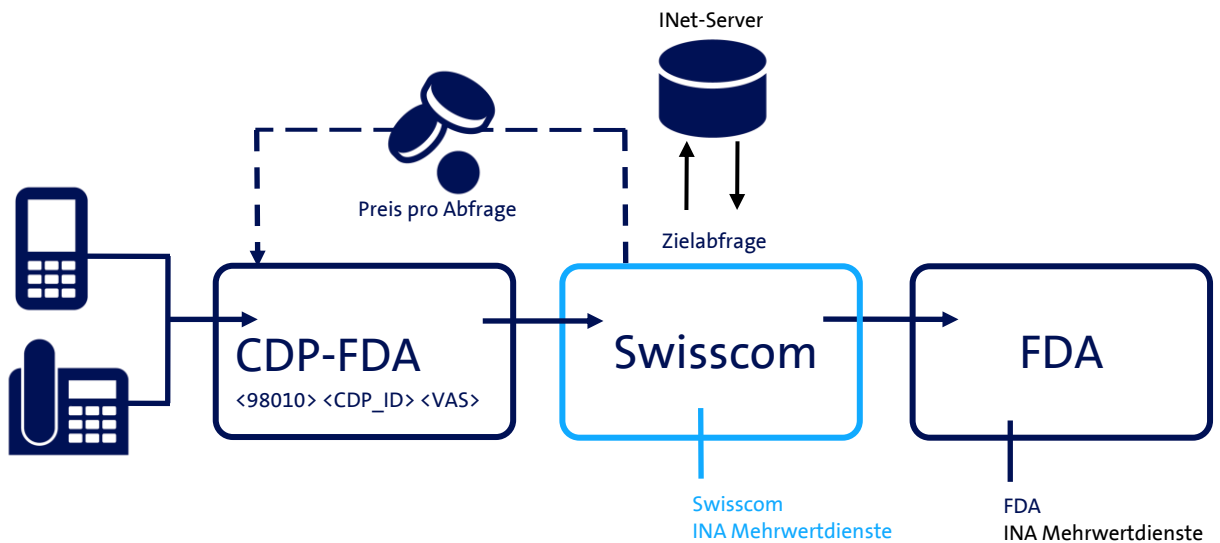 INet-Server
Preis pro Abfrage
Zielabfrage
CDP-FDA
<98010> <CDP_ID> <VAS>
Swisscom
FDA
Swisscom
INA Mehrwertdienste
FDA
INA Mehrwertdienste